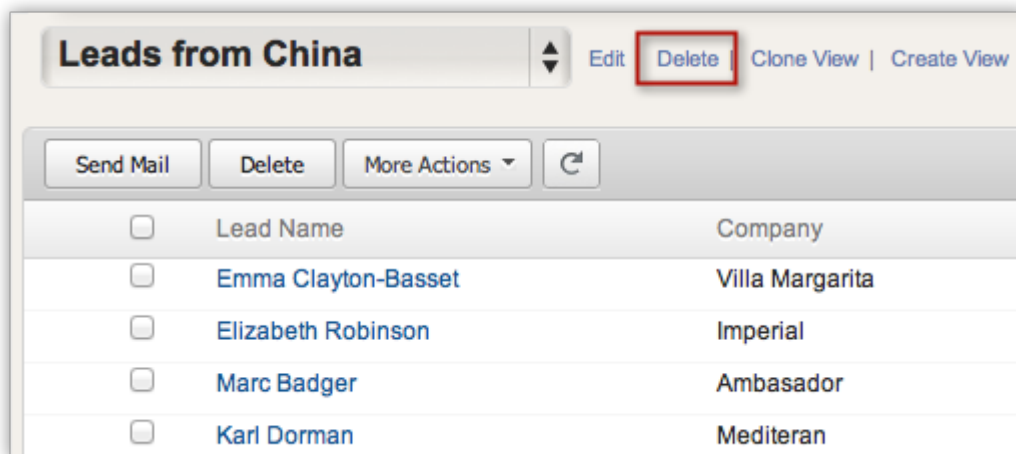 Leads from China Edit Delete | Clone View | Create View
Send Mail Delete More Actions
Lead Name Company
Emma Clayton-Basset Villa Margarita
Elizabeth Robinson Imperial
Marc Badger Ambasador
Karl Dorman Mediteran